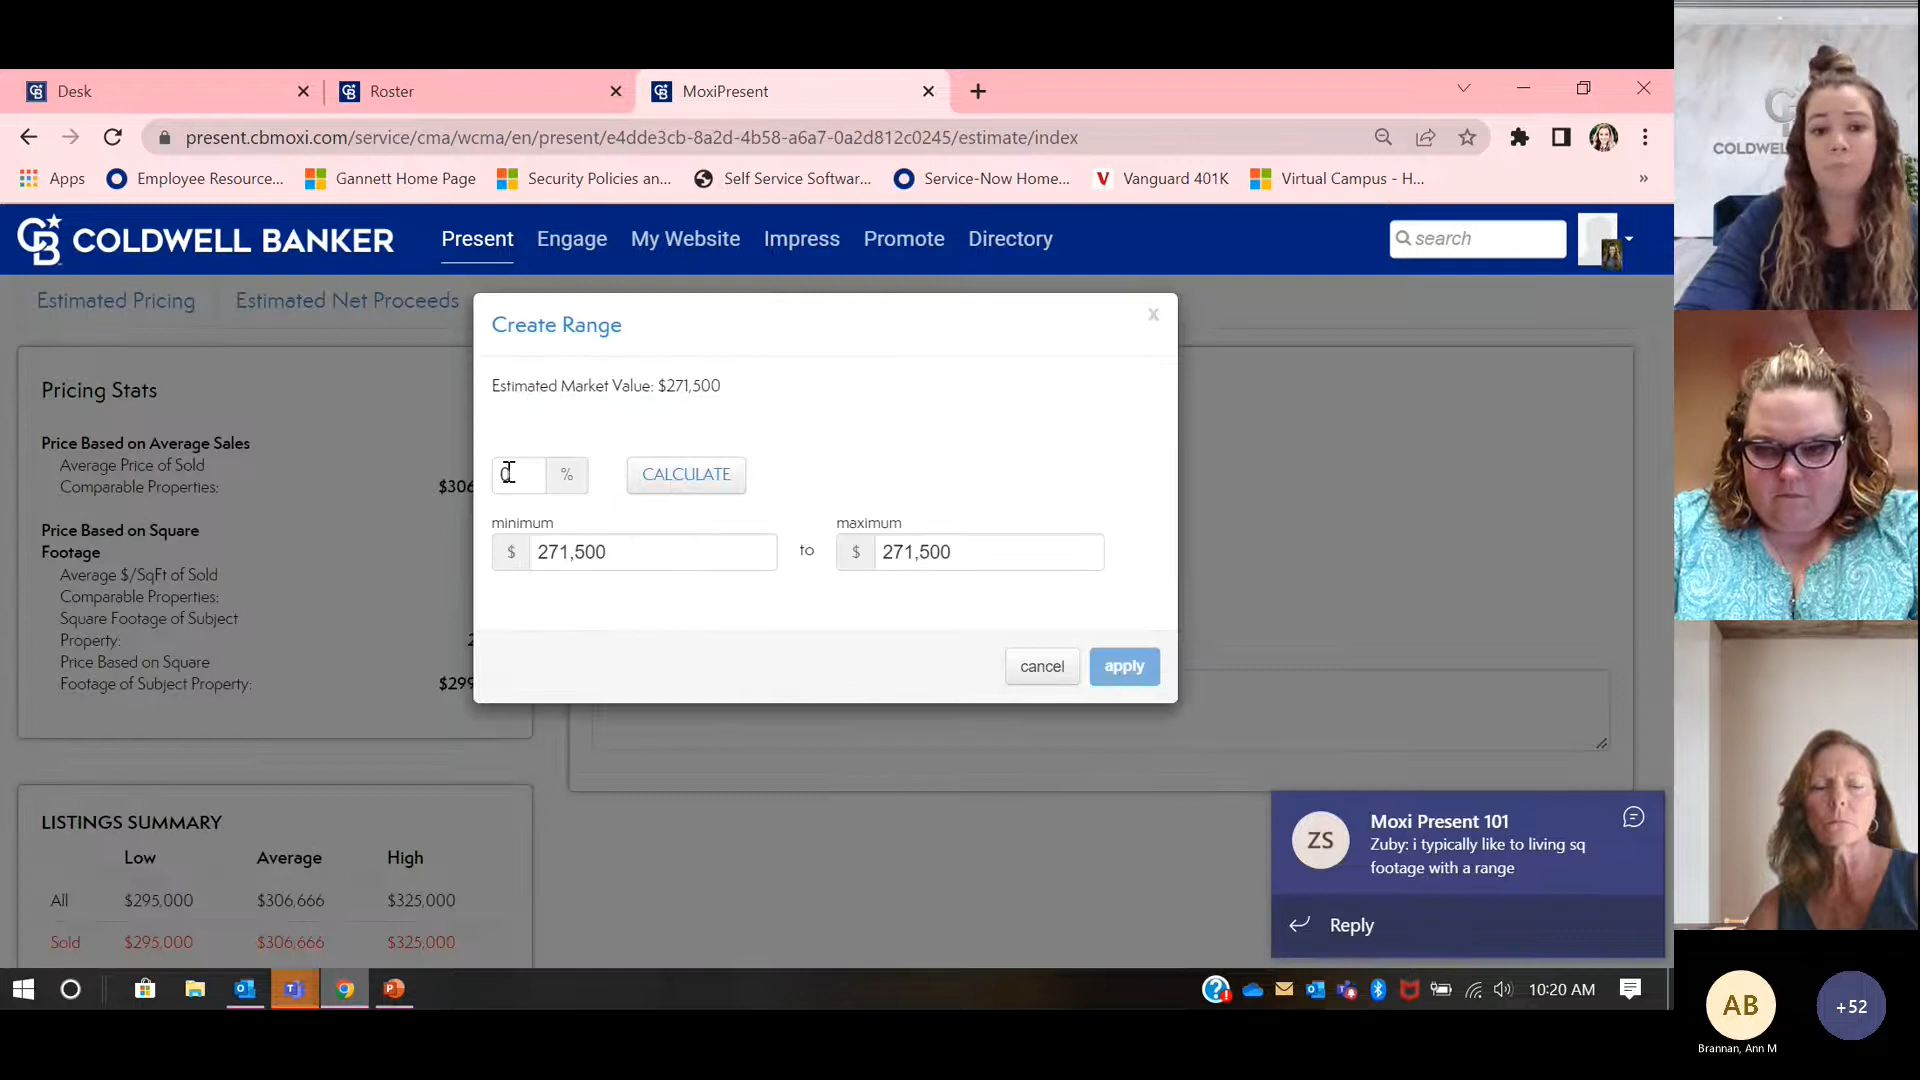 Desk
Roster
MoxiPresent
present.cbmoxi.com/service/cma/wcma/en/present/e4dde3cb-8a2d-4b58-a6a7-0a2d812c0245/estimate/index
Apps
Employee Resource...
Gannett Home Page
Security Policies an...
Self Service Softwar...
Service-Now Home...
Vanguard 401K
Virtual Campus - H...
»
COLDWELL BANKER
Present
Engage
My Website
Impress
Promote
Directory
search
Estimated Pricing
Estimated Net Proceeds
Pricing Stats
Price Based on Average Sales
Average Price of Sold
Comparable Properties:
$306
Price Based on Square
Footage
Average $/SqFt of Sold
Comparable Properties:
Square Footage of Subject
Property:
2
Price Based on Square
Footage of Subject Property:
$299
LISTINGS SUMMARY
Low Average High
All $295,000 $306,666 $325,000
Sold $295,000 $306,666 $325,000
Create Range
x
Estimated Market Value: $271,500
0 %
CALCULATE
minimum
$ 271,500
to
maximum
$ 271,500
cancel
apply
ZS
Moxi Present 101
Zuby: i typically like to living sq
footage with a range
Reply
10:20 AM
COLDWE
AB
Brannan, Ann M
+52